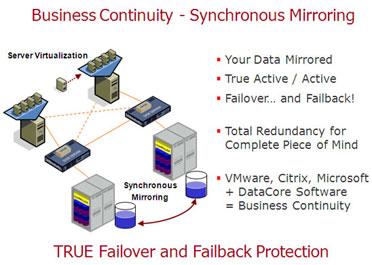 Business Continuity - Synchronous Mirroring
Server Virtualization
Your Data Mirrored
True Active / Active
Failover... and Failback!
Total Redundancy for
Complete Piece of Mind
VMware, Citrix, Microsoft
+ DataCore Software
= Business Continuity
Synchronous
Mirroring
TRUE Failover and Failback Protection